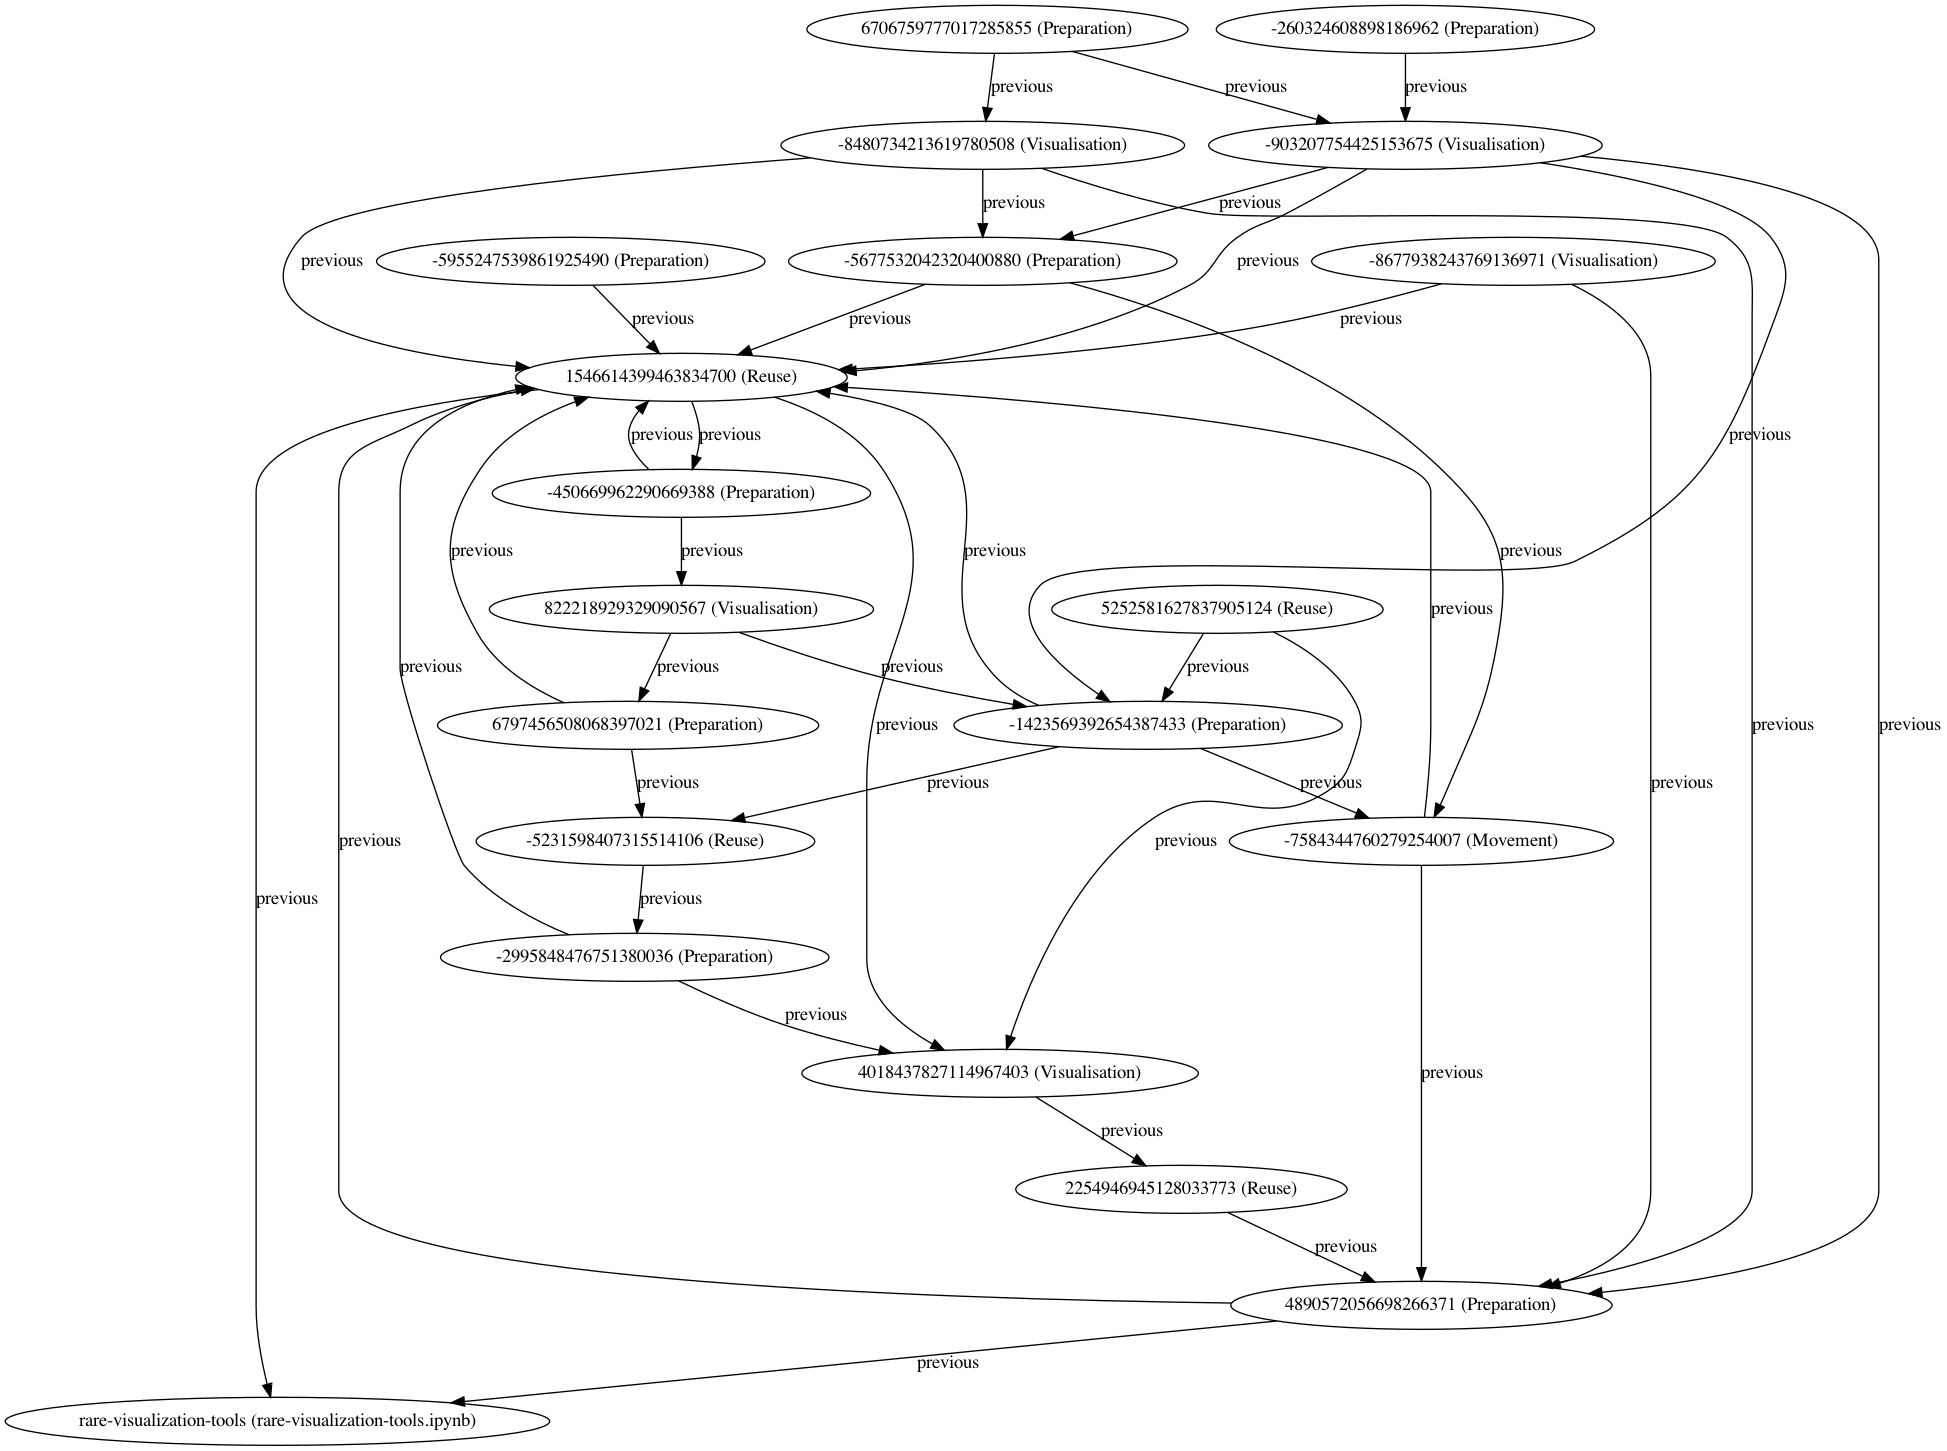 6706759777017285855 (Preparation)
-260324608898186962 (Preparation)
previous
previous
previous
-8480734213619780508 (Visualisation)
-903207754425153675 (Visualisation)
previous
previous
previous
-5955247539861925490 (Preparation)
-5677532042320400880 (Preparation)
previous
-8677938243769136971 (Visualisation)
previous
previous
previous
1546614399463834700 (Reuse)
previous
previous
previous
-450669962290669388 (Preparation)
previous
previous
previous
previous
822218929329090567 (Visualisation)
5252581627837905124 (Reuse)
previous
previous
previous
previous
previous
6797456508068397021 (Preparation)
previous
-1423569392654387433 (Preparation)
previous
previous
previous
previous
previous
previous
-5231598407315514106 (Reuse)
previous
-7584344760279254007 (Movement)
previous
previous
-2995848476751380036 (Preparation)
previous
4018437827114967403 (Visualisation)
previous
previous
2254946945128033773 (Reuse)
previous
4890572056698266371 (Preparation)
previous
rare-visualization-tools (rare-visualization-tools.ipynb)